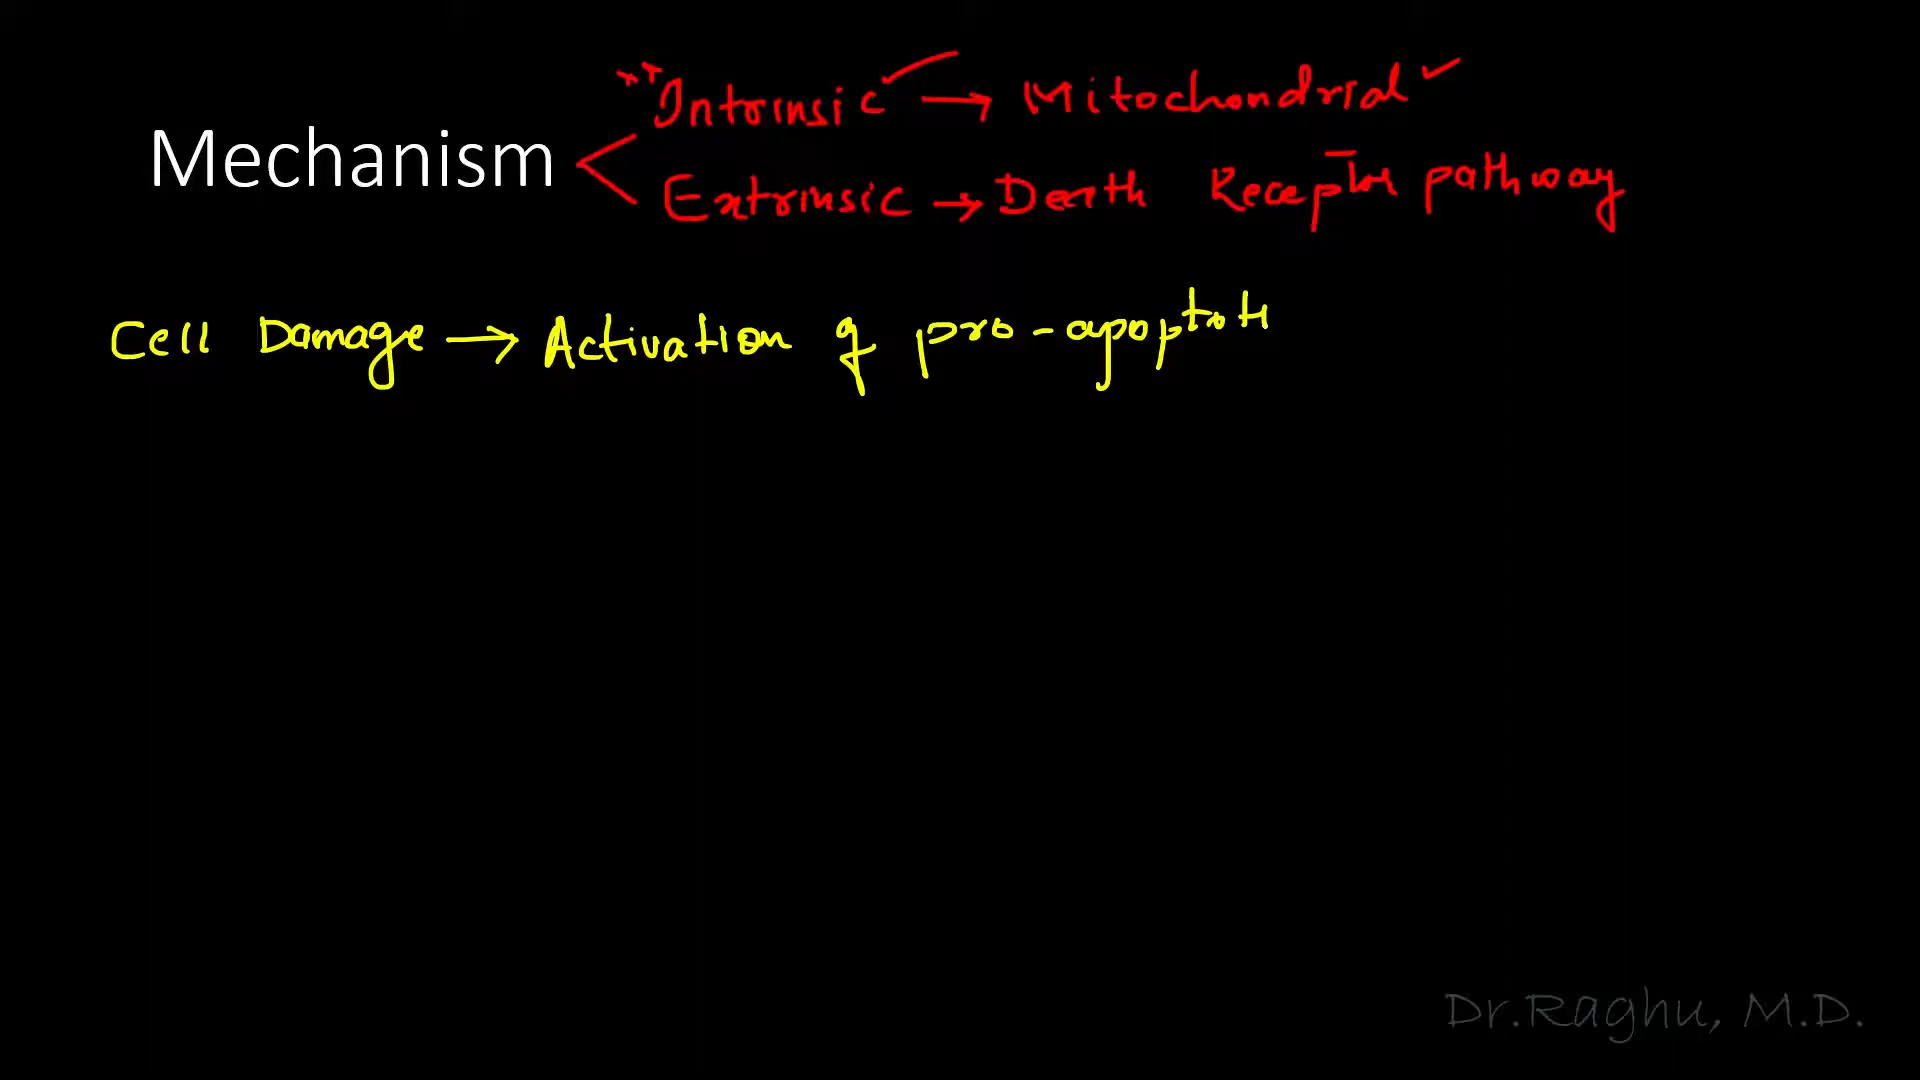 Intrinsic → Mitochondrial
Mechanism
Extrinsic → Death Receptor pathway
Cell Damage → Activation of pro-apoptoti
Dr.Raghu, M.D.